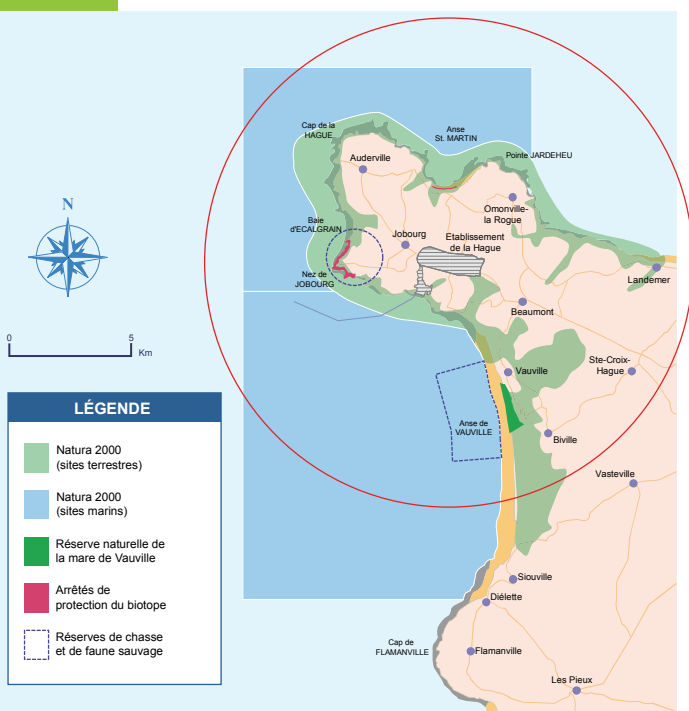 Cap de la
HAGUE
Anse
St. MARTIN
Pointe JARDEHEU
Auderville
Omonville-
la Rogue
Baie
d'ECALGRAIN
Jobourg
Etablissement
de la Hague
Nez de
JOBOURG
Landemer
Beaumont
N
0 5
Km
Ste-Croix-
Hague
Vauville
Anse de
VAUVILLE
Biville
Vasteville
Siouville
Diélette
Cap de
FLAMANVILLE
Flamanville
Les Pieux
LÉGENDE
Natura 2000
(sites terrestres)
Natura 2000
(sites marins)
Réserve naturelle de
la mare de Vauville
Arrêtés de
protection du biotope
Réserves de chasse
et de faune sauvage